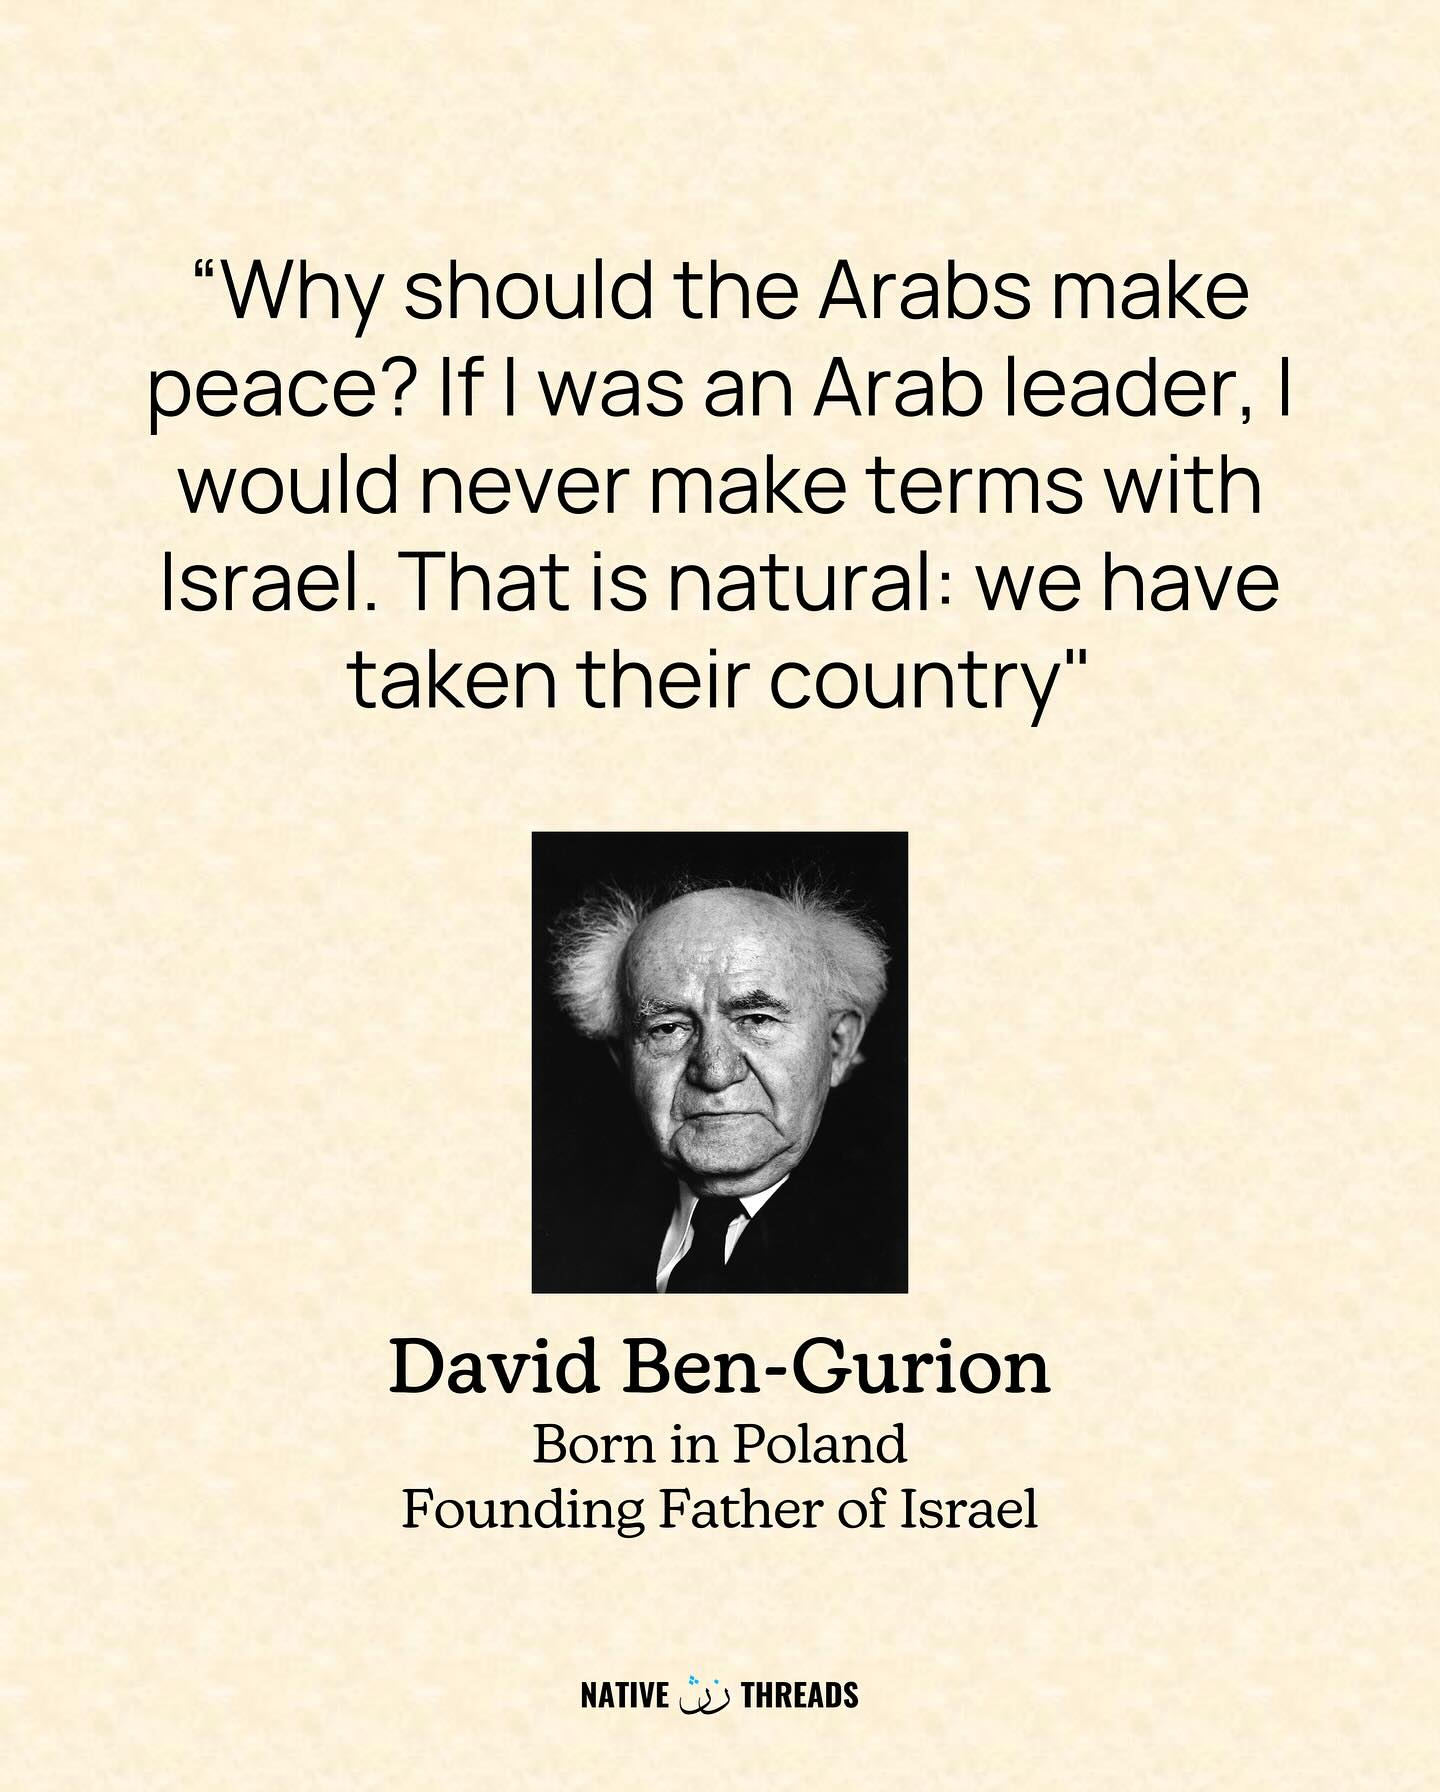 “Why should the Arabs make
peace? If I was an Arab leader, I
would never make terms with
Israel. That is natural: we have
taken their country"
David Ben-Gurion
Born in Poland
Founding Father of Israel
NATIVE THREADS